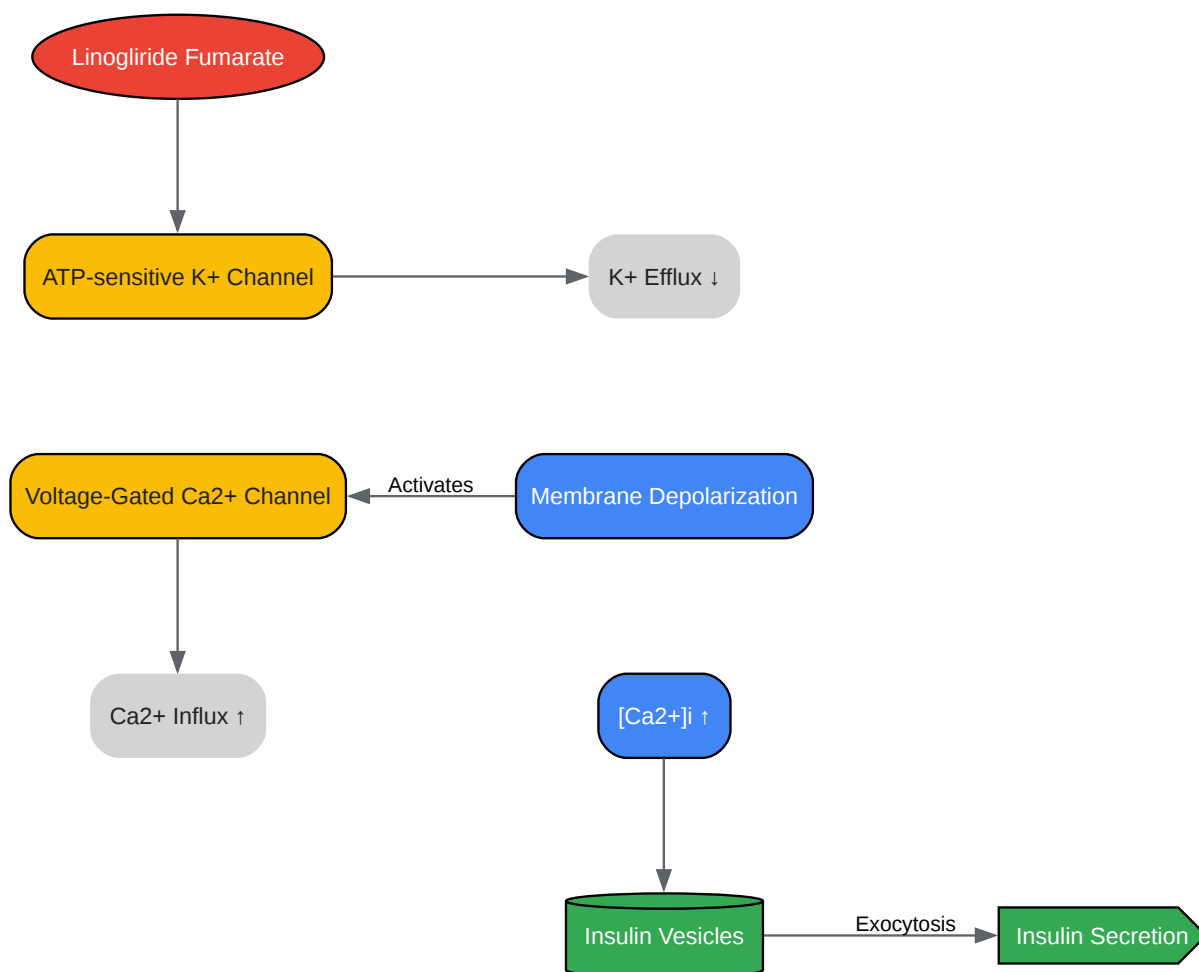 Linogliride Fumarate
ATP-sensitive K+ Channel
K+ Efflux ↓
Voltage-Gated Ca2+ Channel
Activates
Membrane Depolarization
Ca2+ Influx ↑
[Ca2+]i ↑
Insulin Vesicles
Exocytosis
Insulin Secretion